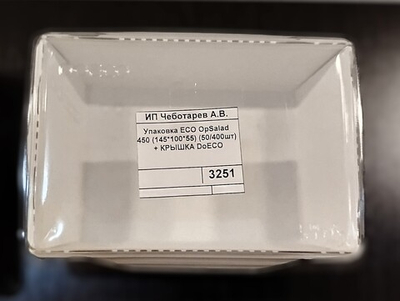 ИП Чеботарев А.В.
Упаковка ECO OpSalad
450 (145*100*55) (50/400шт)
+ КРЫШКА DoECO
3251